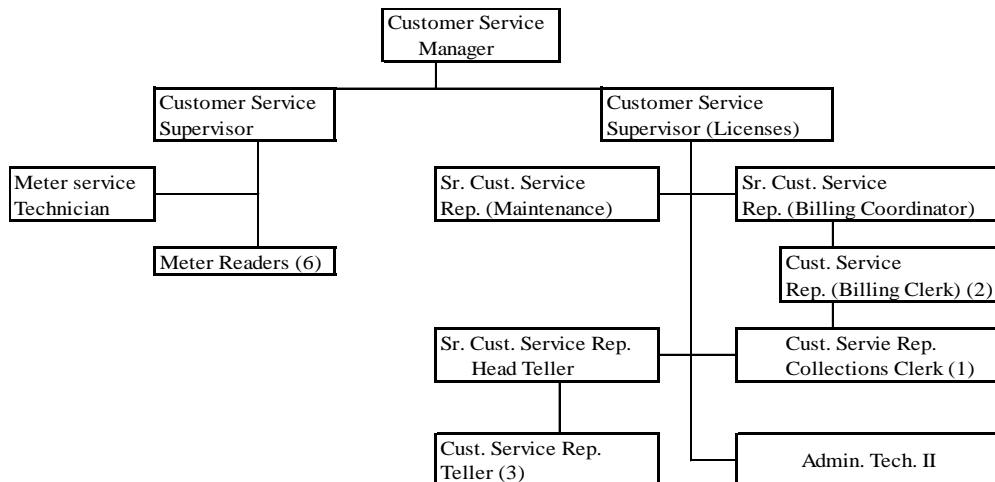 Customer Service
Manager
Customer Service
Supervisor
Customer Service
Supervisor (Licenses)
Meter service
Technician
Sr. Cust. Service
Rep. (Maintenance)
Sr. Cust. Service
Rep. (Billing Coordinator)
Meter Readers (6)
Cust. Service
Rep. (Billing Clerk) (2)
Sr. Cust. Service Rep.
Head Teller
Cust. Servie Rep.
Collections Clerk (1)
Cust. Service Rep.
Teller (3)
Admin. Tech. II